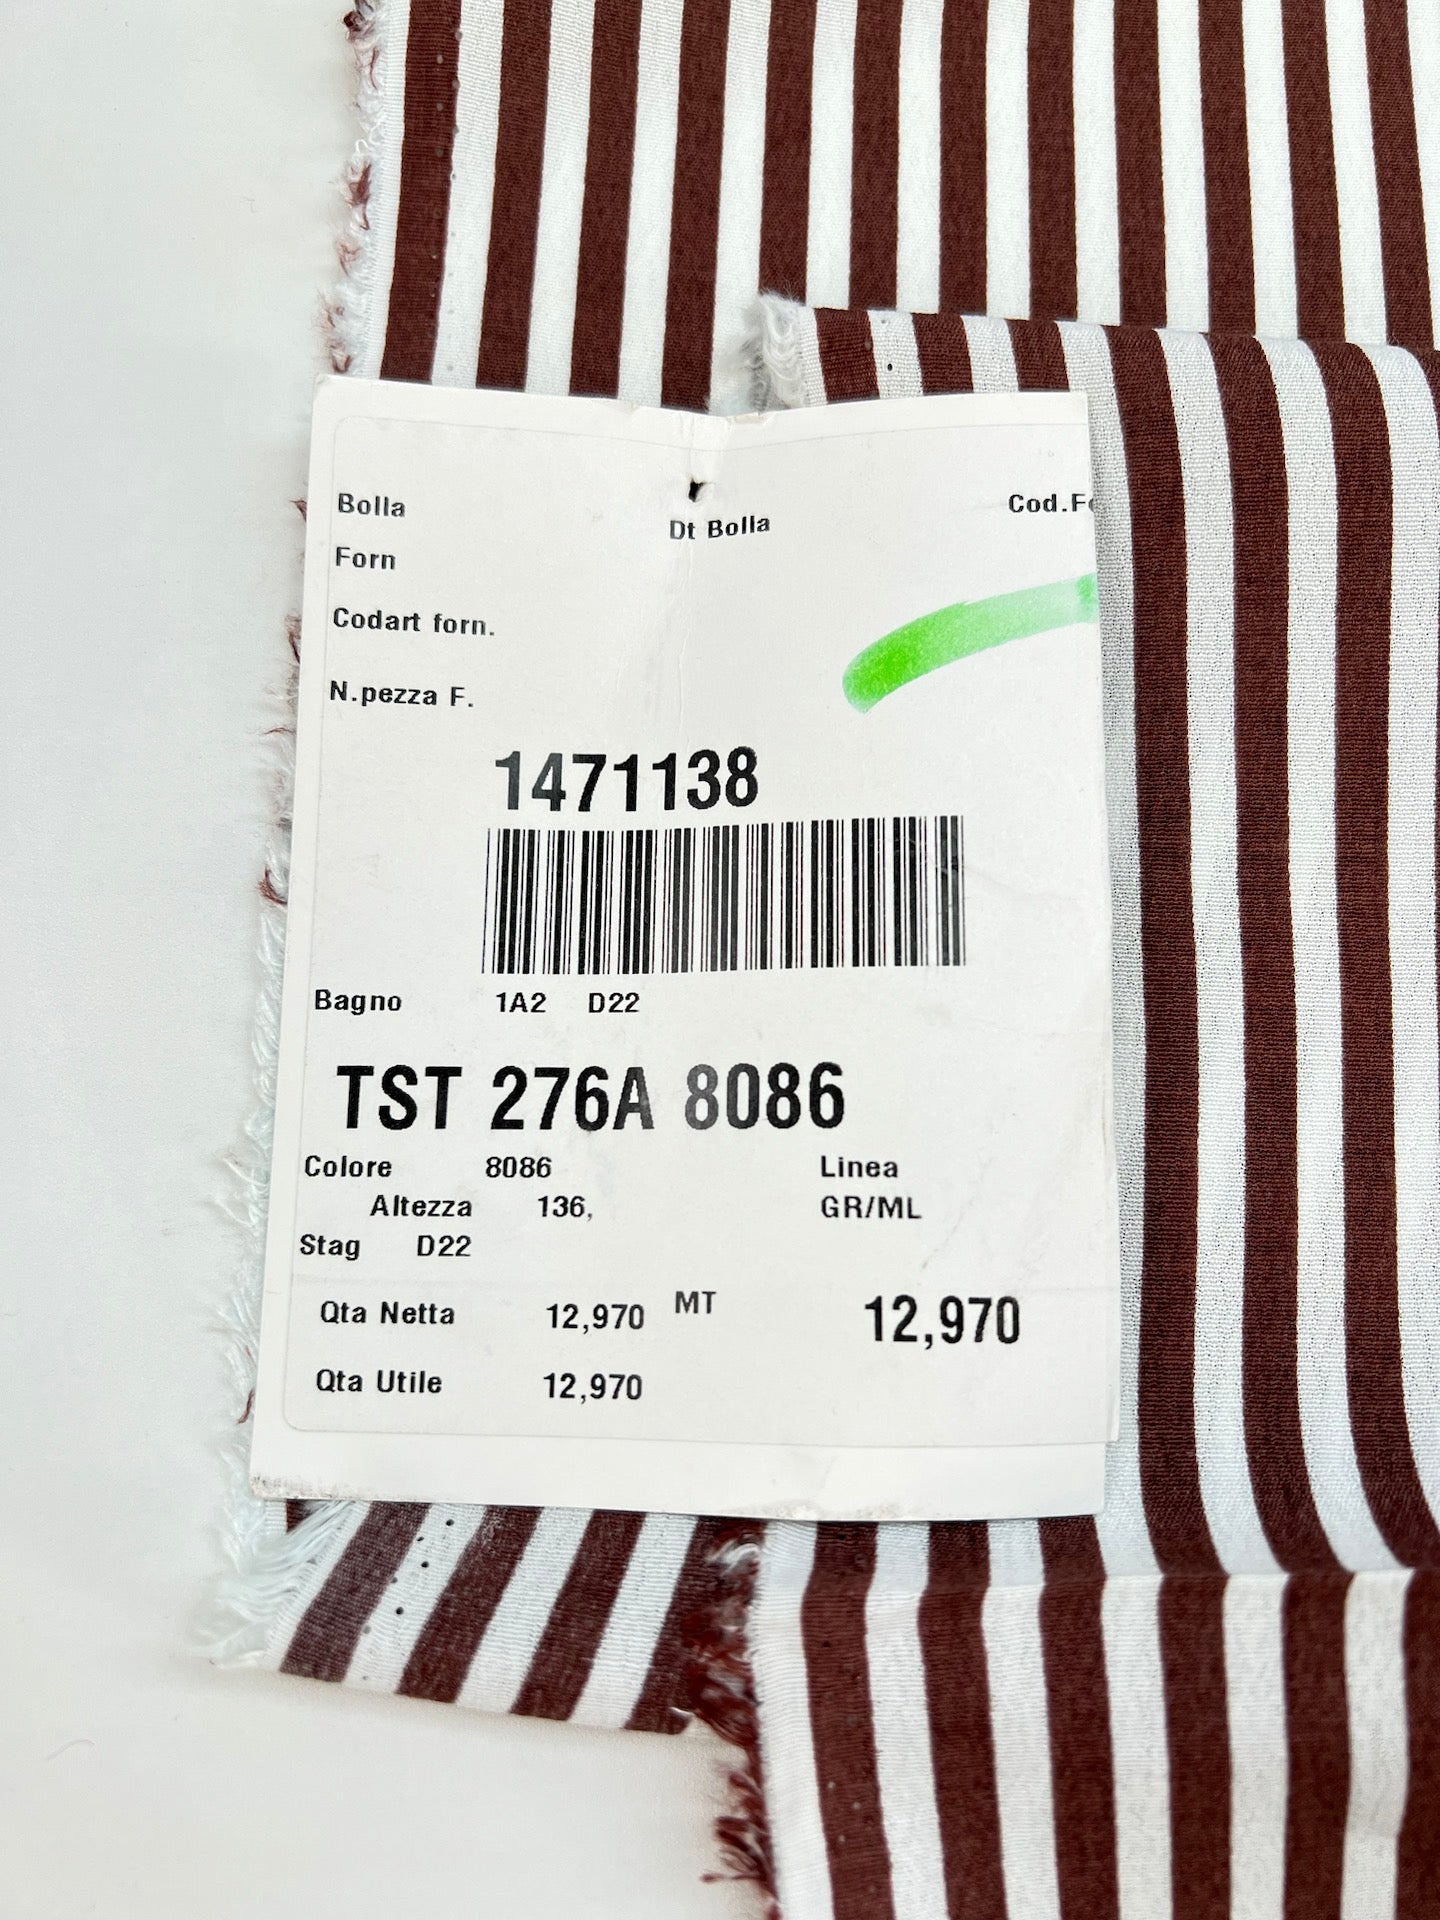 Bolla Dt Bolla Cod.
Forn
Codart forn.
N.pezza F.
1471138
Bagno 1A2 D22
TST 276A 8086
Colore 8086 Linea
Altezza 136, GR/ML
Stag D22
Qta Netta 12,970 MT 12,970
Qta Utile 12,970